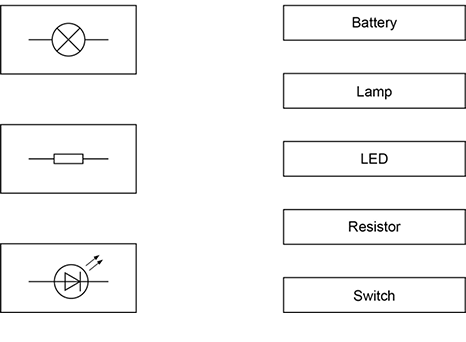 Battery
Lamp
LED
Resistor
Switch